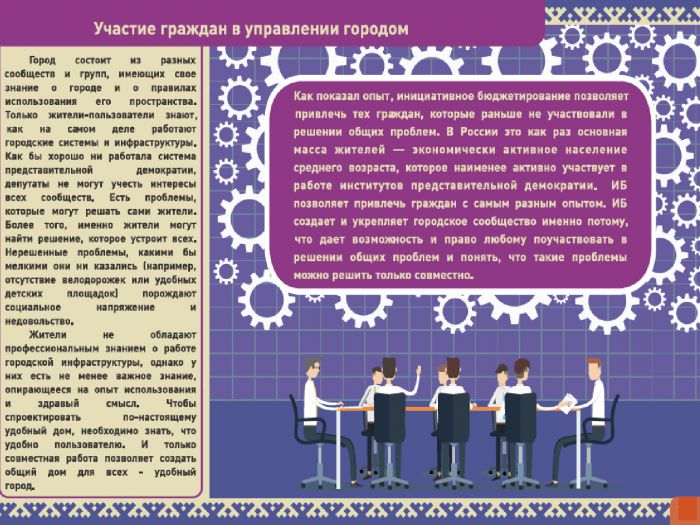 Участие граждан в управлении городом
Город состоит из разных
сообществ и групп, имеющих свое
знание о городе и о правилах
использования его пространства.
Только жители-пользователи знают,
как на самом деле работают
городские системы и инфраструктуры.
Как бы хорошо ни работала система
представительной демократии,
депутаты не могут учесть интересы
всех сообществ. Есть проблемы,
которые могут решать сами жители.
Более того, именно жители могут
найти решение, которое устроит всех.
Нерешенные проблемы, какими бы
мелкими они ни казались (например,
отсутствие велодорожек или удобных
детских площадок) порождают
социальное напряжение и
недовольство.
Жители не обладают
профессиональным знанием о работе
городской инфраструктуры, однако у
них есть не менее важное знание,
опирающееся на опыт использования
и здравый смысл. Чтобы
спроектировать по-настоящему
удобный дом, необходимо знать, что
удобно пользователю. И только
совместная работа позволяет создать
общий дом для всех - удобный
город.
Как показал опыт, инициативное бюджетирование позволяет
привлечь тех граждан, которые раньше не участвовали в
решении общих проблем. В России это как раз основная
масса жителей — экономически активное население
среднего возраста, которое наименее активно участвует в
работе институтов представительной демократии. ИБ
позволяет привлечь граждан с самым разным опытом. ИБ
создает и укрепляет городское сообщество именно потому,
что дает возможность и право любому поучаствовать в
решении общих проблем и понять, что такие проблемы
можно решить только совместно.